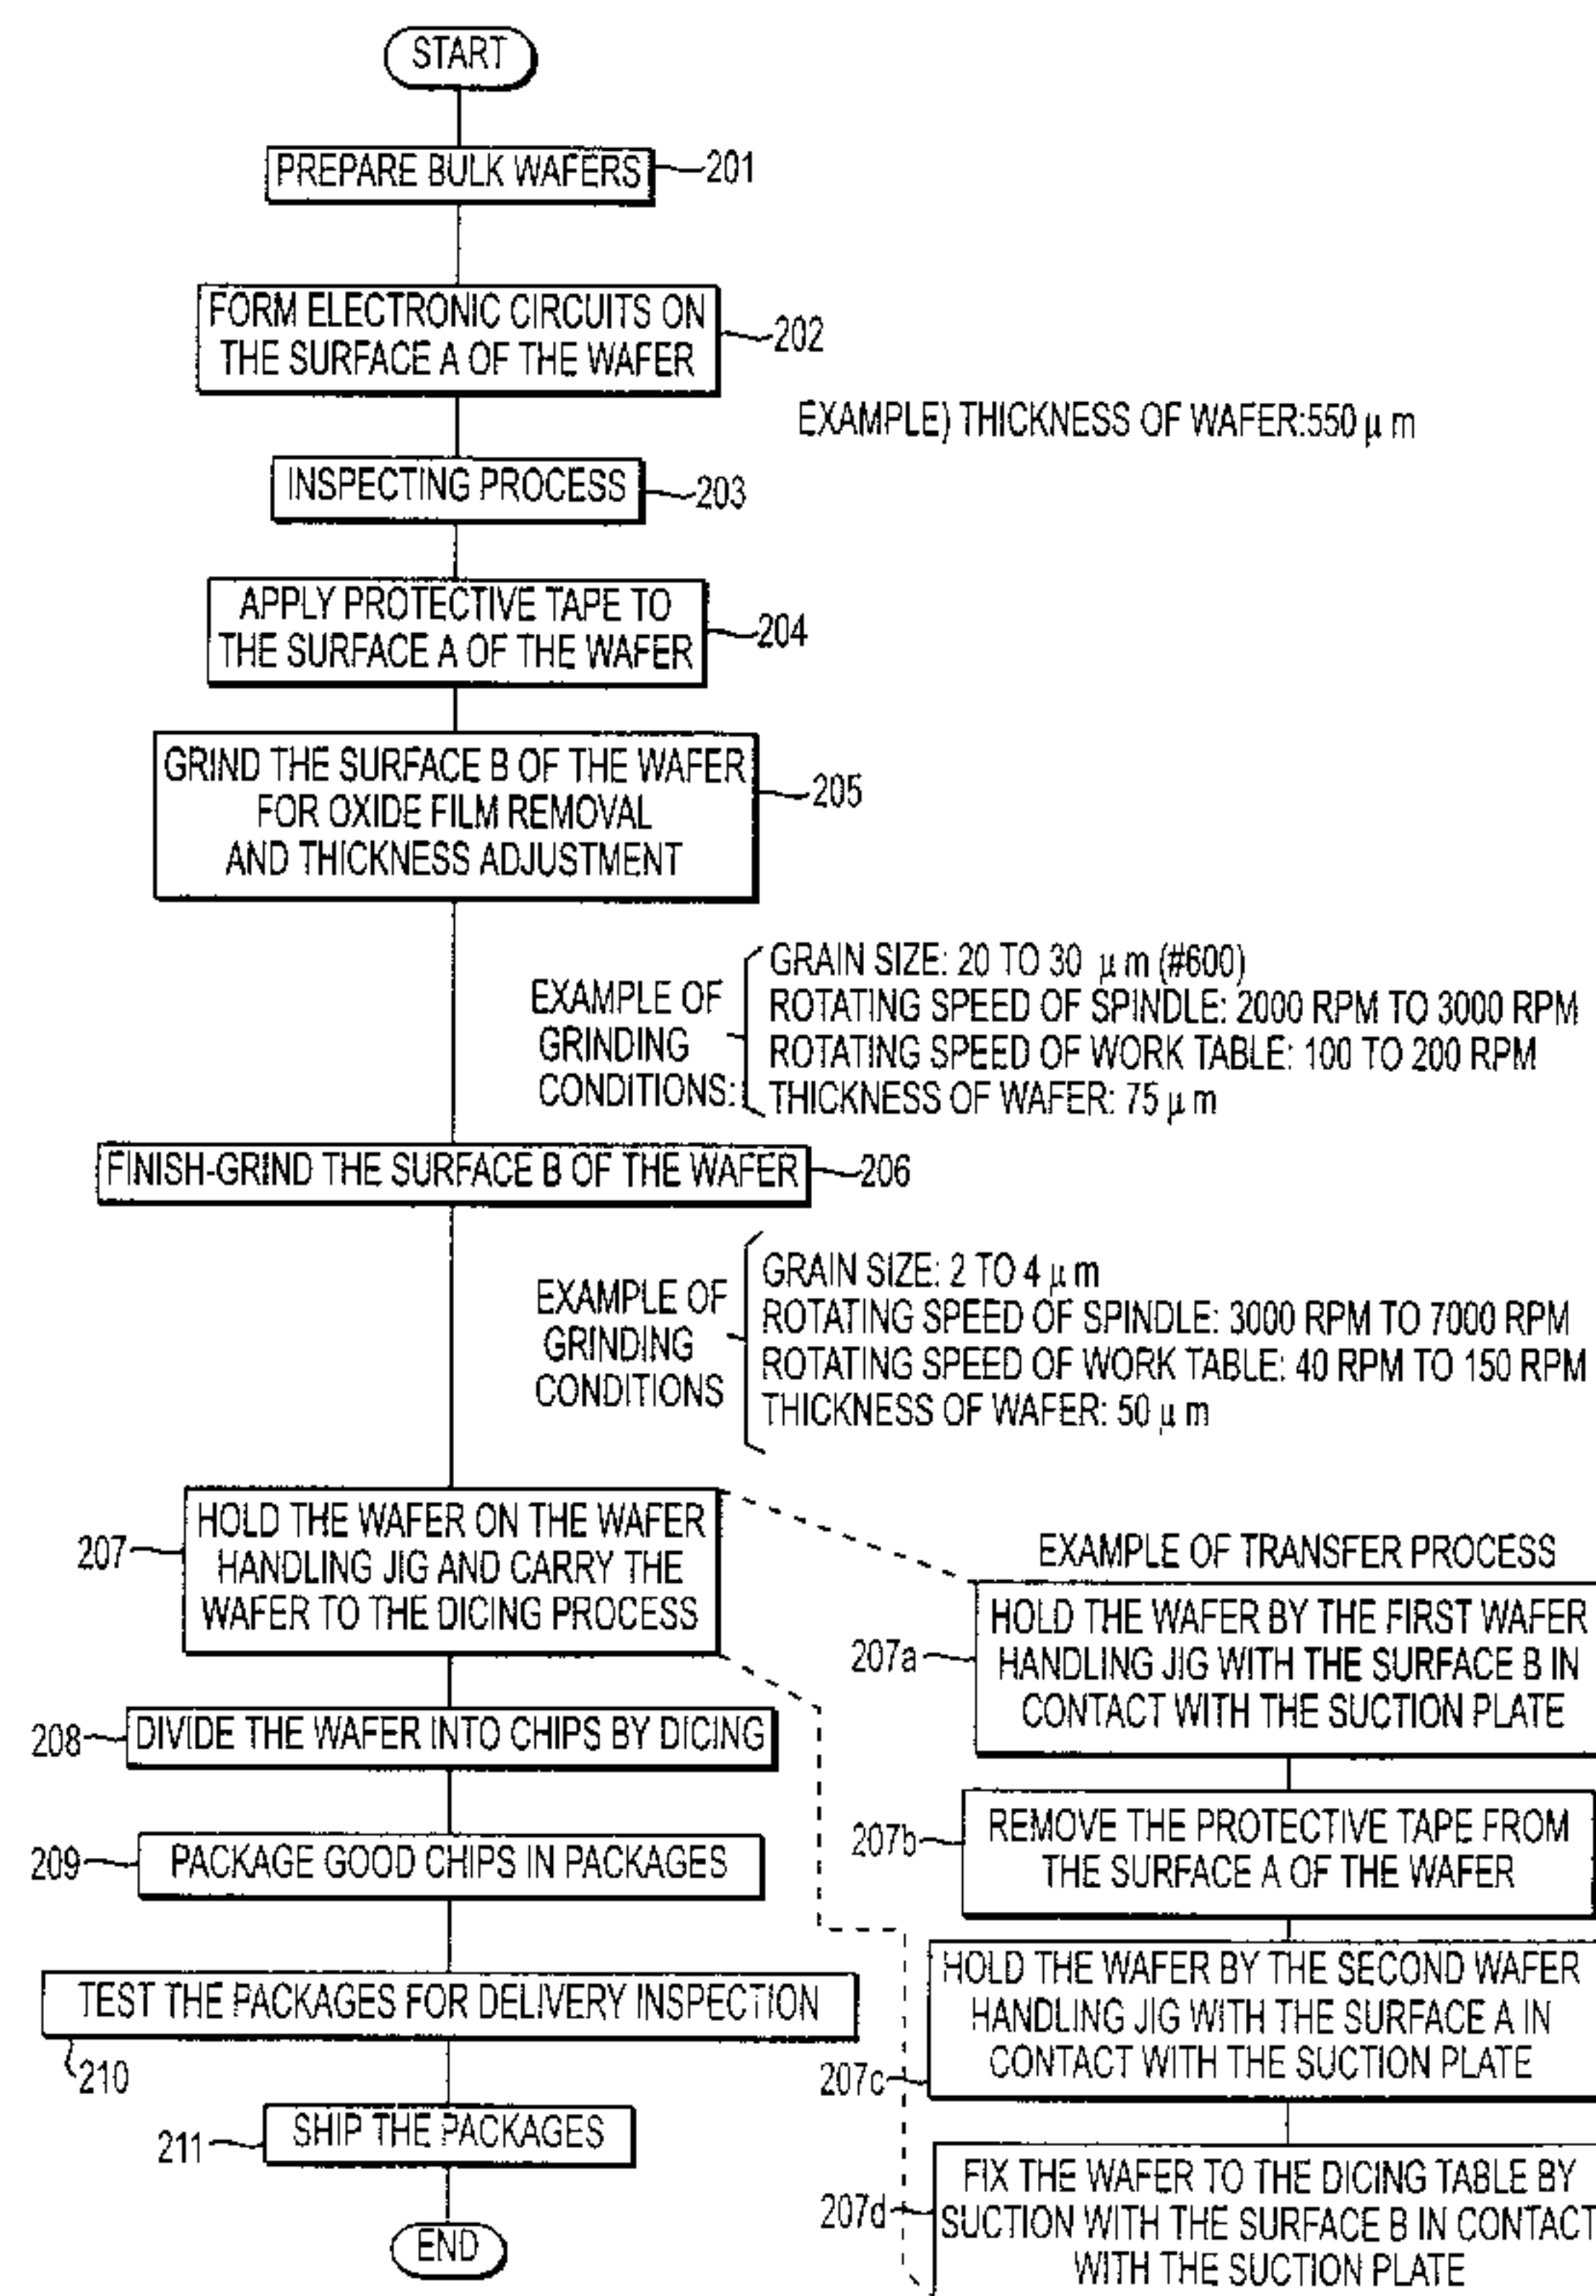 START
PREPARE BULK WAFERS
201
FORM ELECTRONIC CIRCUITS ON
THE SURFACE A OF THE WAFER
202
EXAMPLE) THICKNESS OF WAFER:550 μ m
INSPECTING PROCESS
203
APPLY PROTECTIVE TAPE TO
THE SURFACE A OF THE WAFER
204
GRIND THE SURFACE B OF THE WAFER
FOR OXIDE FILM REMOVAL
AND THICKNESS ADJUSTMENT
205
EXAMPLE OF
GRINDING
CONDITIONS:
GRAIN SIZE: 20 TO 30 μ m (#600)
ROTATING SPEED OF SPINDLE: 2000 RPM TO 3000 RPM
ROTATING SPEED OF WORK TABLE: 100 TO 200 RPM
THICKNESS OF WAFER: 75 μ m
FINISH-GRIND THE SURFACE B OF THE WAFER
206
EXAMPLE OF
GRINDING
CONDITIONS
GRAIN SIZE: 2 TO 4 μ m
ROTATING SPEED OF SPINDLE: 3000 RPM TO 7000 RPM
ROTATING SPEED OF WORK TABLE: 40 RPM TO 150 RPM
THICKNESS OF WAFER: 50 μ m
207
HOLD THE WAFER ON THE WAFER
HANDLING JIG AND CARRY THE
WAFER TO THE DICING PROCESS
208
DIVIDE THE WAFER INTO CHIPS BY DICING
209
PACKAGE GOOD CHIPS IN PACKAGES
TEST THE PACKAGES FOR DELIVERY INSPECTION
210
211
SHIP THE PACKAGES
END
EXAMPLE OF TRANSFER PROCESS
207a
HOLD THE WAFER BY THE FIRST WAFER
HANDLING JIG WITH THE SURFACE B IN
CONTACT WITH THE SUCTION PLATE
207b
REMOVE THE PROTECTIVE TAPE FROM
THE SURFACE A OF THE WAFER
207c
HOLD THE WAFER BY THE SECOND WAFER
HANDLING JIG WITH THE SURFACE A IN
CONTACT WITH THE SUCTION PLATE
207d
FIX THE WAFER TO THE DICING TABLE BY
SUCTION WITH THE SURFACE B IN CONTACT
WITH THE SUCTION PLATE